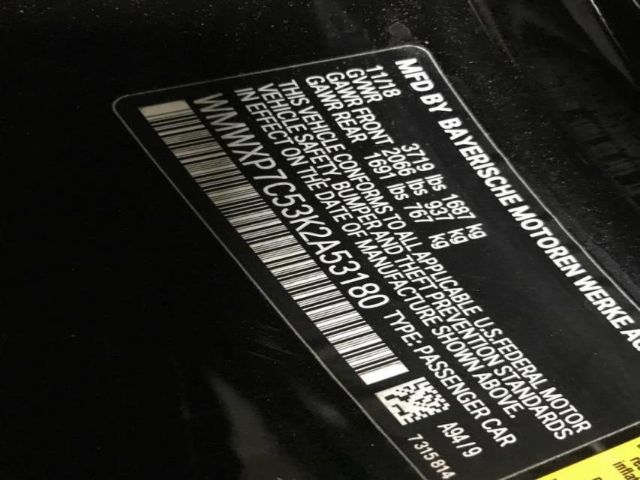 MFD BY BAYERISCHE MOTOREN WERKE AG
11/18
GVWR 3719 lbs 1687 kg
GAWR FRONT 2066 lbs 937 kg
GAWR REAR 1691 lbs 767 kg
THIS VEHICLE CONFORMS TO ALL APPLICABLE U.S.FEDERAL MOTOR
VEHICLE SAFETY, BUMPER AND THEFT PREVENTION STANDARDS
IN EFFECT ON THE DATE OF MANUFACTURE SHOWN ABOVE.
WMWXP7C53K2A53180 TYPE: PASSENGER CAR
A94I9
7315814